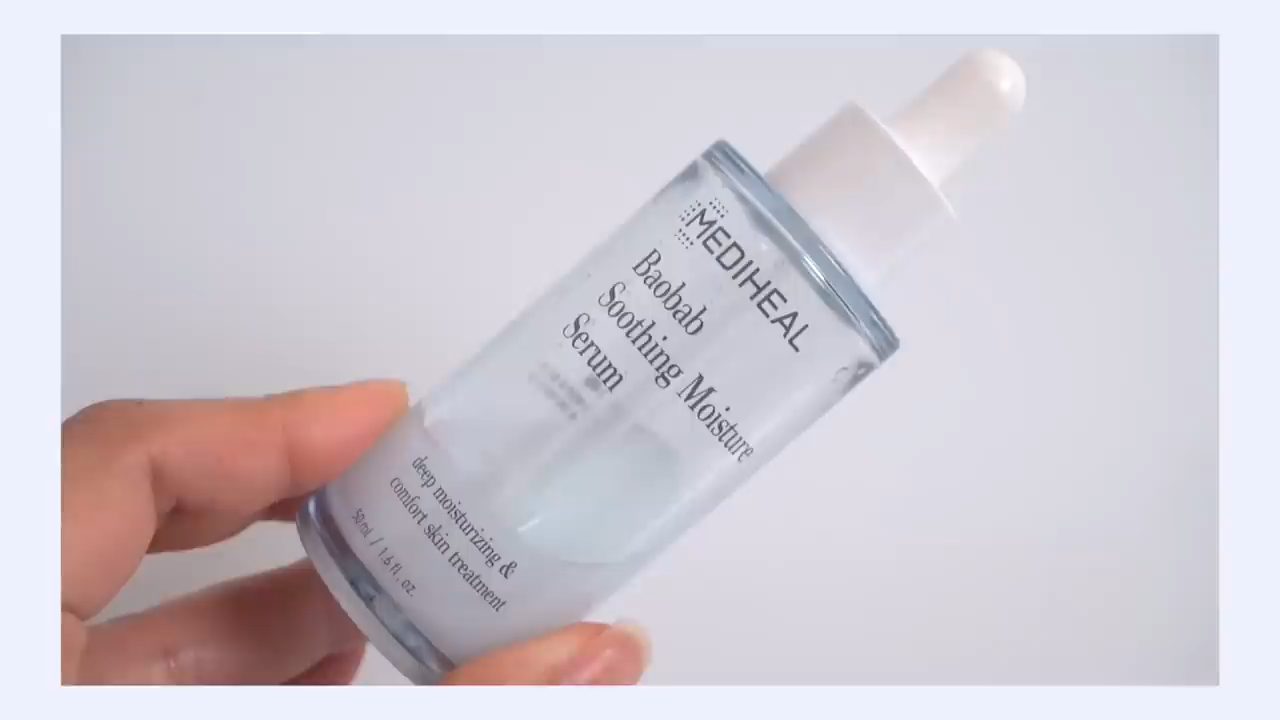 MEDIHEAL
Baobab
Soothing Moisture
Serum
deep moisturizing &
comfort skin treatment
50 ml / 1.6 fl. oz.